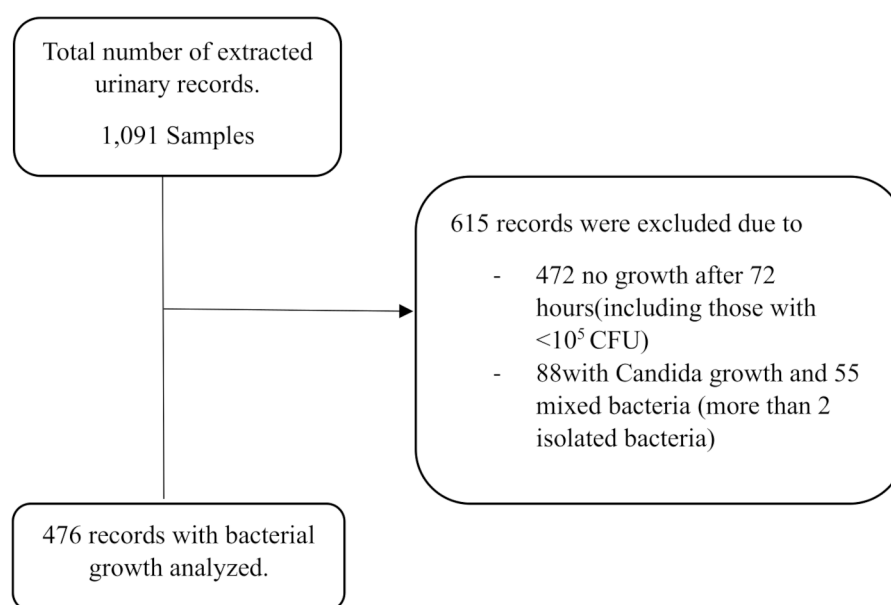 Total number of extracted
urinary records.
1,091 Samples
615 records were excluded due to
- 472 no growth after 72
hours(including those with
<10⁵ CFU)
- 88with Candida growth and 55
mixed bacteria (more than 2
isolated bacteria)
476 records with bacterial
growth analyzed.